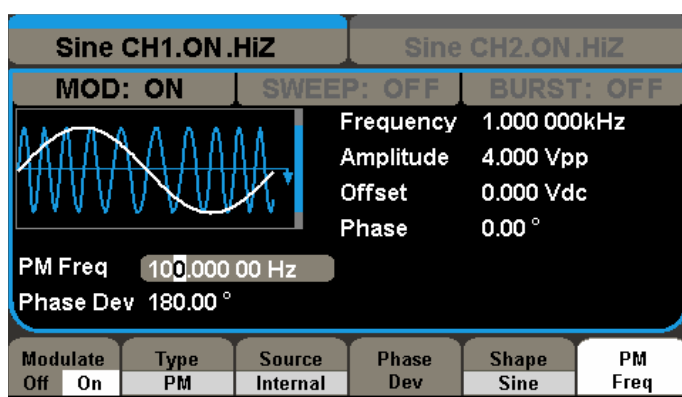 Sine CH1.ON.HiZ
Sine CH2.ON.HiZ
MOD: ON
SWEEP: OFF
BURST: OFF
Frequency 1.000 000kHz
Amplitude 4.000 Vpp
Offset 0.000 Vdc
Phase 0.00 °
PM Freq 100.000 00 Hz
Phase Dev 180.00 °
Modulate
Off On
Type
PM
Source
Internal
Phase
Dev
Shape
Sine
PM
Freq